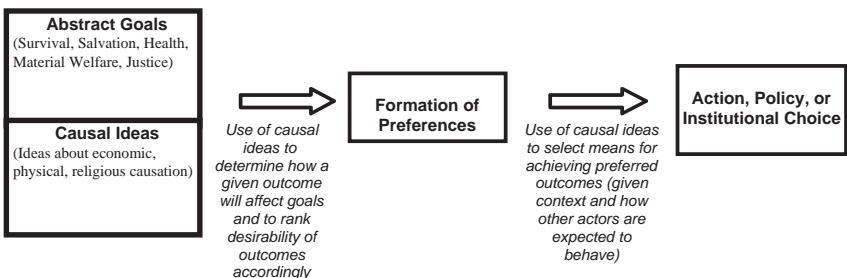 Abstract Goals
(Survival, Salvation, Health,
Material Welfare, Justice)
Causal Ideas
(Ideas about economic,
physical, religious causation)
Use of causal
ideas to
determine how a
given outcome
will affect goals
and to rank
desirability of
outcomes
accordingly
Formation of
Preferences
Use of causal ideas
to select means for
achieving preferred
outcomes (given
context and how
other actors are
expected to
behave)
Action, Policy, or
Institutional Choice